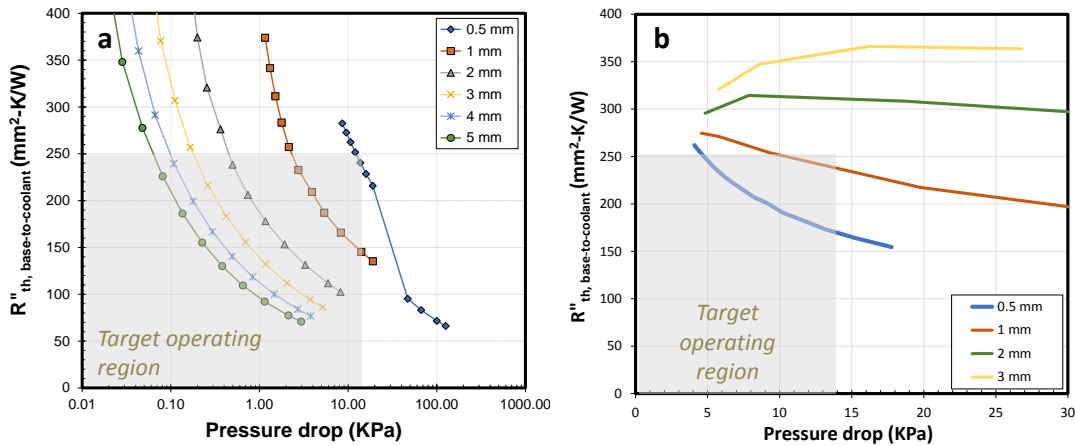 a
0.5 mm
1 mm
2 mm
3 mm
4 mm
5 mm
R''th, base-to-coolant (mm²-K/W)
400
350
300
250
200
150
100
50
0
Target operating
region
0.01
0.10
1.00
10.00
100.00
1000.00
Pressure drop (KPa)
b
R''th, base-to-coolant (mm²-K/W)
400
350
300
250
200
150
100
50
0
Target
operating
region
0.5 mm
1 mm
2 mm
3 mm
0
5
10
15
20
25
30
Pressure drop (KPa)